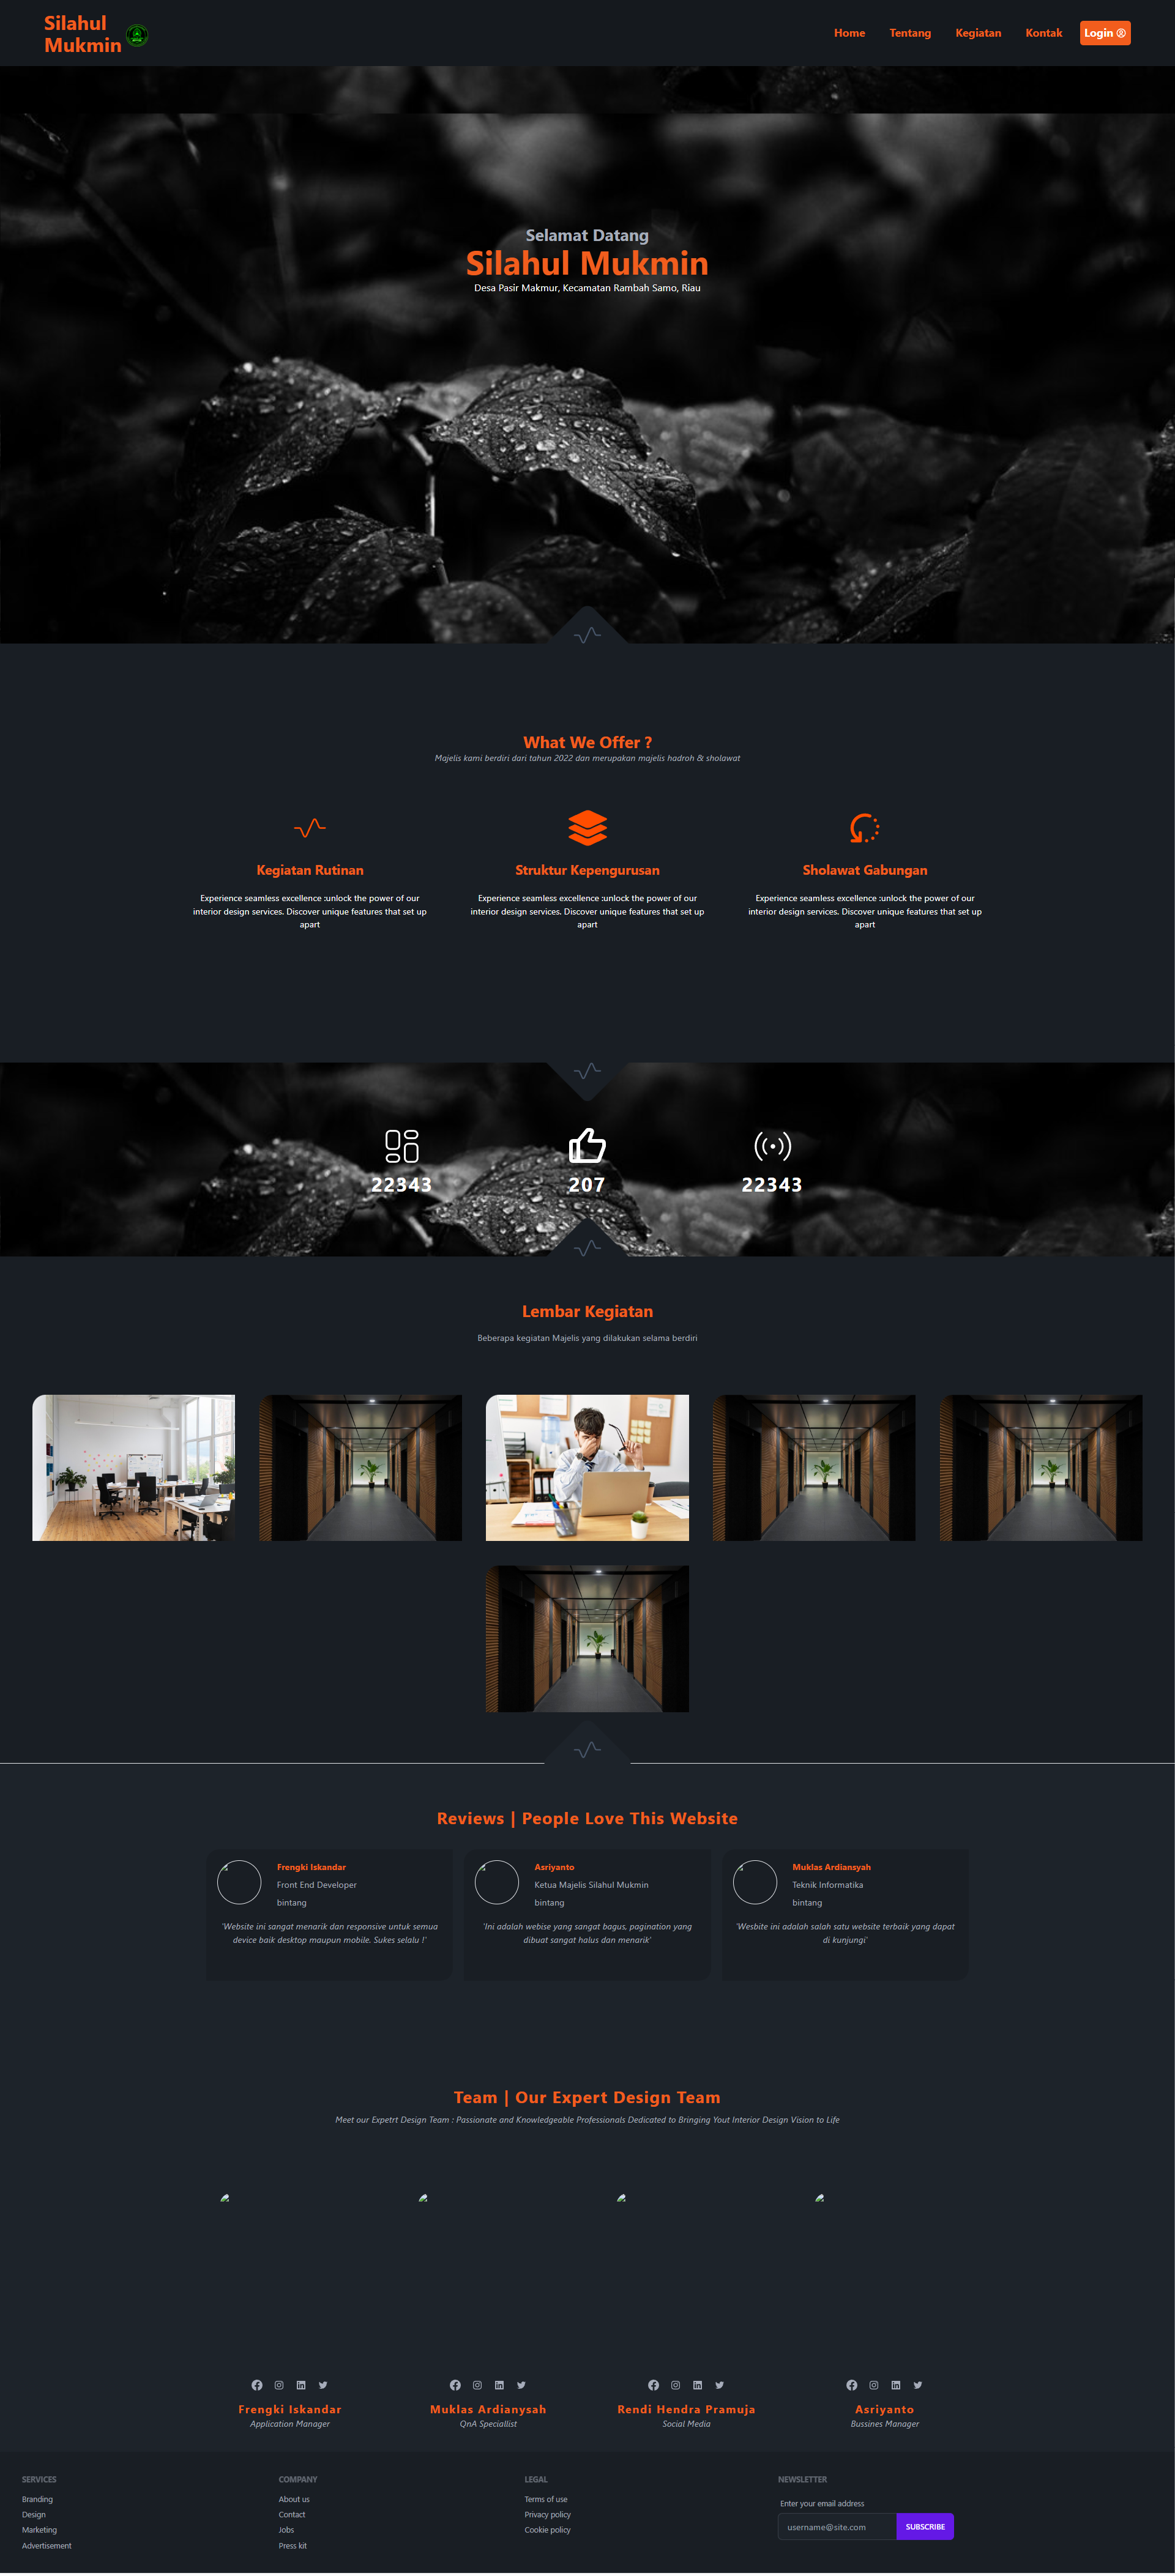 Silahul
Mukmin
Home Tentang Kegiatan Kontak Login
Selamat Datang
Silahul Mukmin
Desa Pasir Makmur, Kecamatan Rambah Samo, Riau
What We Offer ?
Majelis kami berdiri dari tahun 2022 dan merupakan majelis hadroh & sholawat
Kegiatan Rutinan
Experience seamless excellence :unlock the power of our
interior design services. Discover unique features that set up
apart
Struktur Kepengurusan
Experience seamless excellence :unlock the power of our
interior design services. Discover unique features that set up
apart
Sholawat Gabungan
Experience seamless excellence :unlock the power of our
interior design services. Discover unique features that set up
apart
22343
207
22343
Lembar Kegiatan
Beberapa kegiatan Majelis yang dilakukan selama berdiri
Reviews | People Love This Website
Frengki Iskandar
Front End Developer
bintang
'Website ini sangat menarik dan responsive untuk semua
device baik desktop maupun mobile. Sukes selalu !'
Asriyanto
Ketua Majelis Silahul Mukmin
bintang
'Ini adalah webise yang sangat bagus, pagination yang
dibuat sangat halus dan menarik'
Muklas Ardiansyah
Teknik Informatika
bintang
'Wesbite ini adalah salah satu website terbaik yang dapat
di kunjungi'
Team | Our Expert Design Team
Meet our Expetrt Design Team : Passionate and Knowledgeable Professionals Dedicated to Bringing Yout Interior Design Vision to Life
Frengki Iskandar
Application Manager
Muklas Ardianysah
QnA Speciallist
Rendi Hendra Pramuja
Social Media
Asriyanto
Bussines Manager
SERVICES
Branding
Design
Marketing
Advertisement
COMPANY
About us
Contact
Jobs
Press kit
LEGAL
Terms of use
Privacy policy
Cookie policy
NEWSLETTER
Enter your email address
username@site.com
SUBSCRIBE